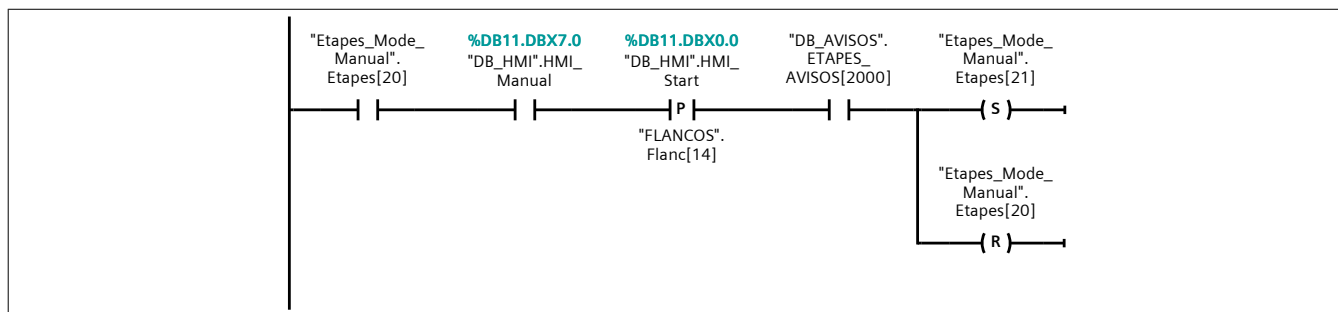 "Etapes_Mode_
Manual".
Etapes[20]
%DB11.DBX7.0
"DB_HMI".HMI_
Manual
%DB11.DBX0.0
"DB_HMI".HMI_
Start
P
"FLANCOS".
Flanc[14]
"DB_AVISOS".
ETAPES_
AVISOS[2000]
"Etapes_Mode_
Manual".
Etapes[21]
S
"Etapes_Mode_
Manual".
Etapes[20]
R